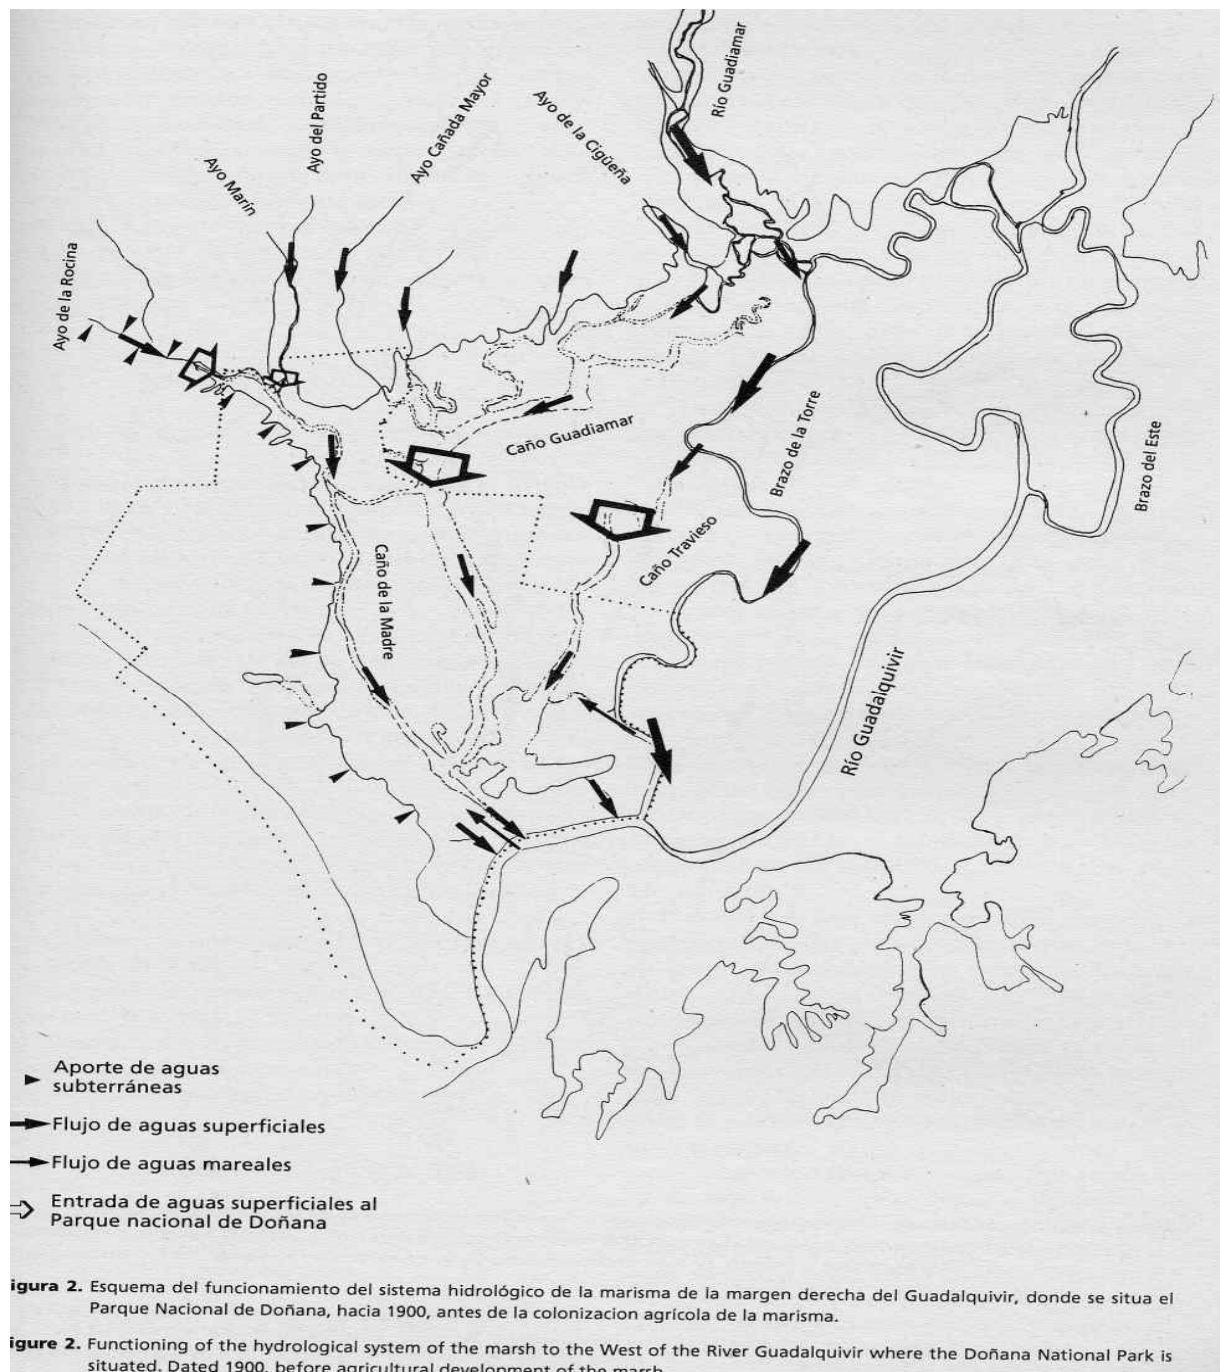 Río Guadiamar
Ayo de la Cigüeña
Ayo Cañada Mayor
Ayo del Partido
Ayo Marín
Ayo de la Rocina
Caño Guadiamar
Brazo de la Torre
Brazo del Este
Caño Travieso
Caño de la Madre
Río Guadalquivir
Aporte de aguas
subterráneas
Flujo de aguas superficiales
Flujo de aguas mareales
Entrada de aguas superficiales al
Parque nacional de Doñana
igura 2. Esquema del funcionamiento del sistema hidrológico de la marisma de la margen derecha del Guadalquivir, donde se situa el
Parque Nacional de Doñana, hacia 1900, antes de la colonizacion agrícola de la marisma.
igure 2. Functioning of the hydrological system of the marsh to the West of the River Guadalquivir where the Doñana National Park is
situated. Dated 1900, before agricultural development of the marsh